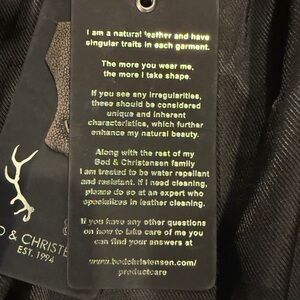 I am a natural leather and have
singular traits in each garment.
The more you wear me,
the more I take shape.
If you see any irregularities,
these should be considered
unique and inherent
characteristics, which further
enhance my natural beauty.
Along with the rest of my
Bod & Christensen family
I am treated to be water repellant
and resistant. If I need cleaning,
please do so at an expert who
specializes in leather cleaning.
If you have any other questions
on how to take care of me you
can find your answers at
www.bodchristensen.com/
productcare
D & CHRISTE
EST. 1994